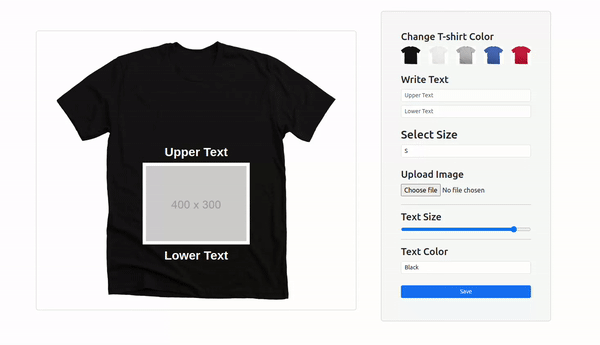 Upper Text
400 x 300
Lower Text
Change T-shirt Color
Write Text
Upper Text
Lower Text
Select Size
S
Upload Image
Choose file No file chosen
Text Size
Text Color
Black
Save